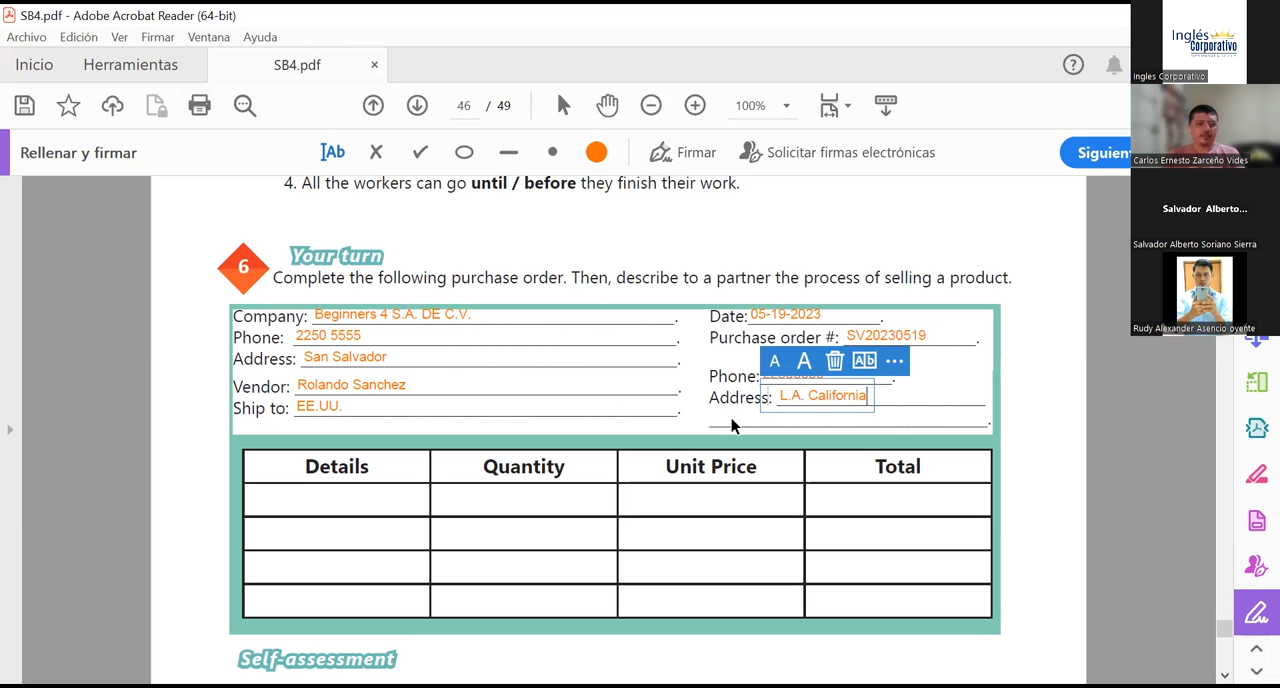 SB4.pdf - Adobe Acrobat Reader (64-bit)
Archivo Edición Ver Firmar Ventana Ayuda
Inicio Herramientas SB4.pdf ×
46 / 49 100%
Rellenar y firmar IAb Firmar Solicitar firmas electrónicas Siguien
Inglés Corporativo
Ingles Corporativo
Carlos Ernesto Zarceño Vides
Salvador Alberto...
Salvador Alberto Soriano Sierra
Rudy Alexander Asencio oyente
4. All the workers can go until / before they finish their work.
6 Your turn
Complete the following purchase order. Then, describe to a partner the process of selling a product.
Company: Beginners 4 S.A. DE C.V. Date: 05-19-2023
Phone: 2250 5555 Purchase order #: SV20230519
Address: San Salvador
A A Ab ...
Phone:
Vendor: Rolando Sanchez
Address: L.A. California
Ship to: EE.UU.
Details Quantity Unit Price Total
Self-assessment